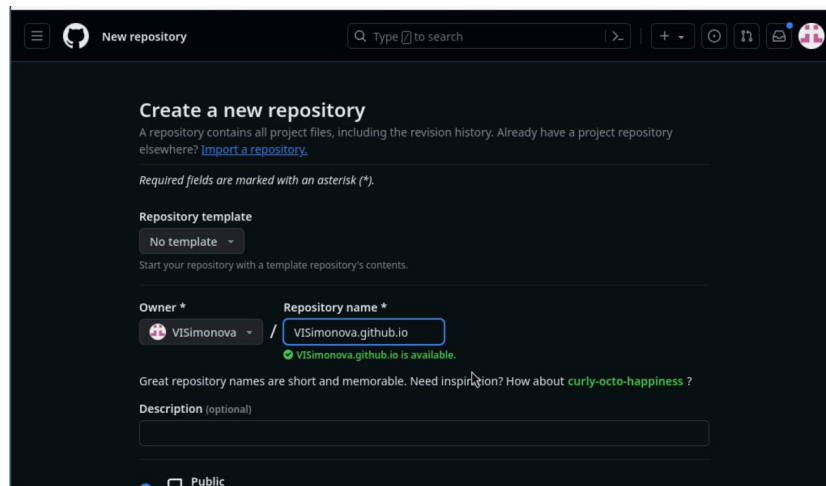 New repository
Type / to search
Create a new repository
A repository contains all project files, including the revision history. Already have a project repository
elsewhere? Import a repository.
Required fields are marked with an asterisk (*).
Repository template
No template
Start your repository with a template repository's contents.
Owner *
Repository name *
VISimonova
/
VISimonova.github.io
VISimonova.github.io is available.
Great repository names are short and memorable. Need inspiration? How about curly-octo-happiness ?
Description (optional)
Public